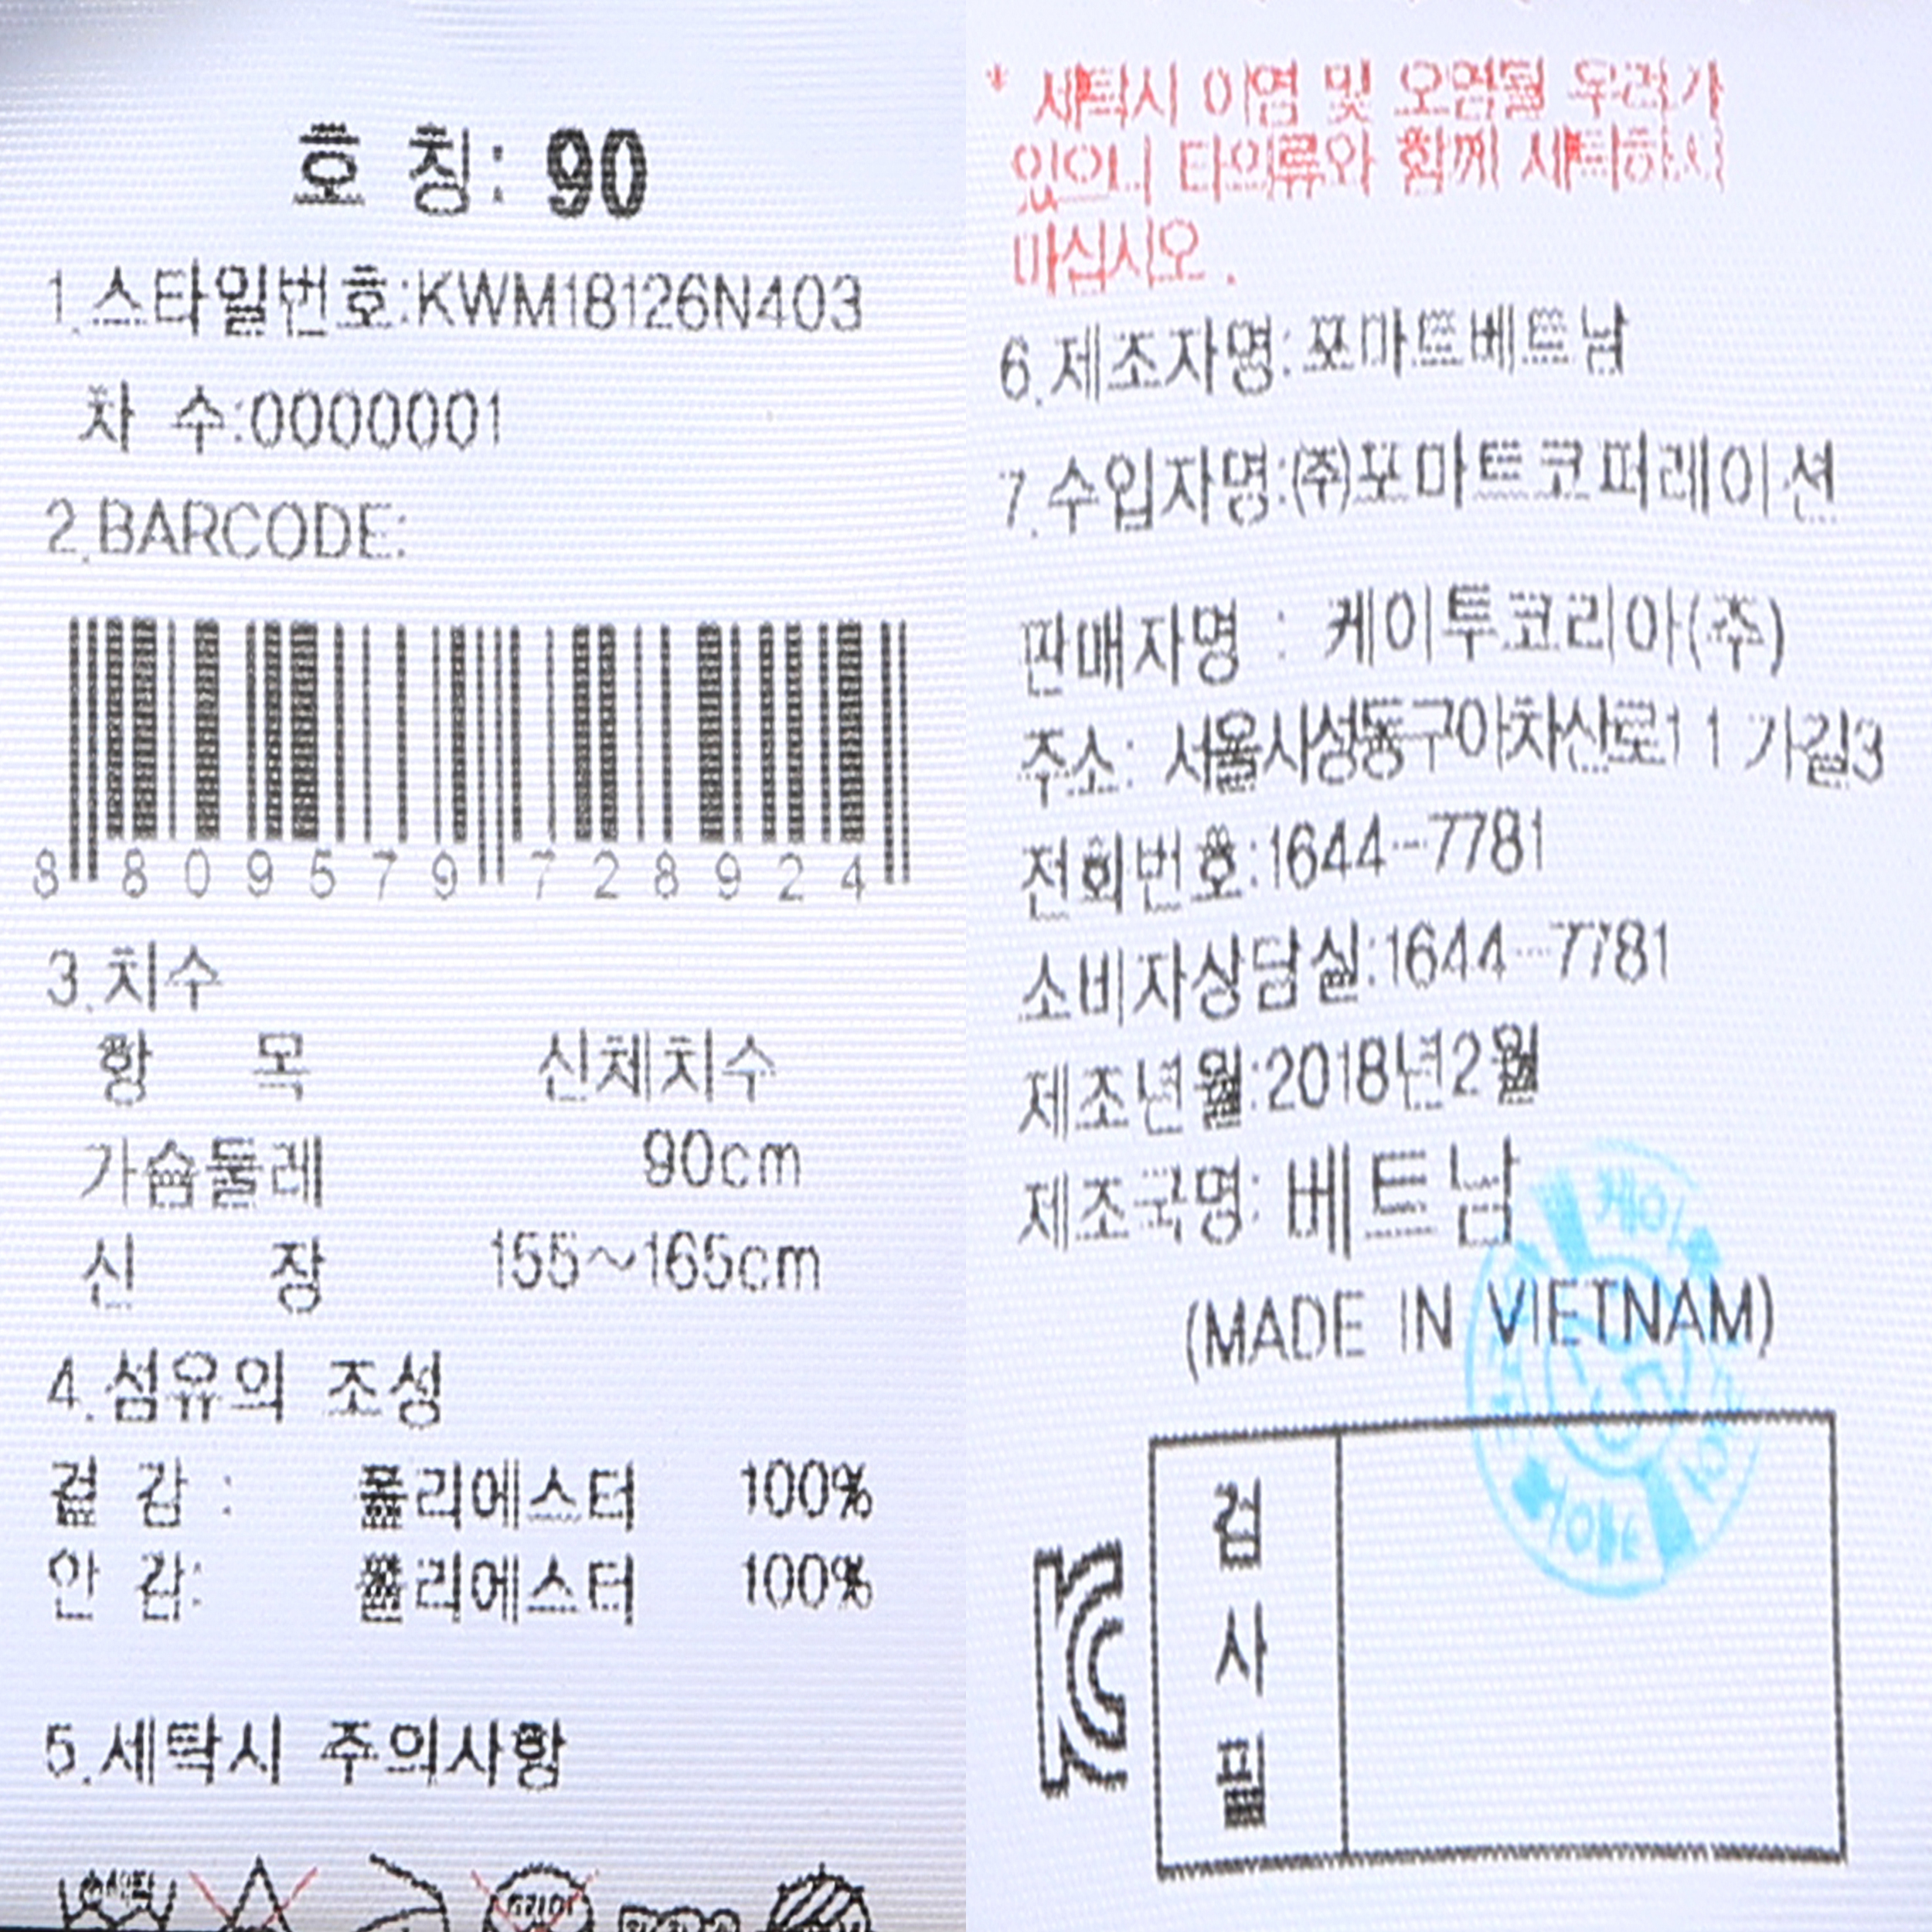 호 칭: 90
1.스타일번호:KWM18126N403
차 수:0000001
2.BARCODE:
8 809579 728924
3.치수
항 목 신체치수
가슴둘레 90cm
신 장 155~165cm
4.섬유의 조성
겉 감 : 폴리에스터 100%
안 감: 폴리에스터 100%
5.세탁시 주의사항
손세탁
드라이
* 세탁시 이염 및 오염될 우려가
있으니 타의류와 함께 세탁하지
마십시오.
6.제조자명:포마트베트남
7.수입자명:(주)포마트코퍼레이션
판매자명 : 케이투코리아(주)
주소: 서울시성동구아차산로11가길3
전화번호:1644-7781
소비자상담실:1644-7781
제조년월:2018년2월
제조국명: 베트남
(MADE IN VIETNAM)
검사필